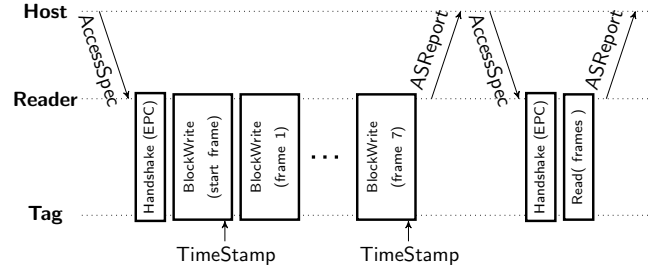 Host
AccessSpec
ASReport
AccessSpec
ASReport
Reader
Handshake (EPC)
BlockWrite
(start frame)
BlockWrite
(frame 1)
...
BlockWrite
(frame 7)
Handshake (EPC)
Read( frames )
Tag
TimeStamp
TimeStamp